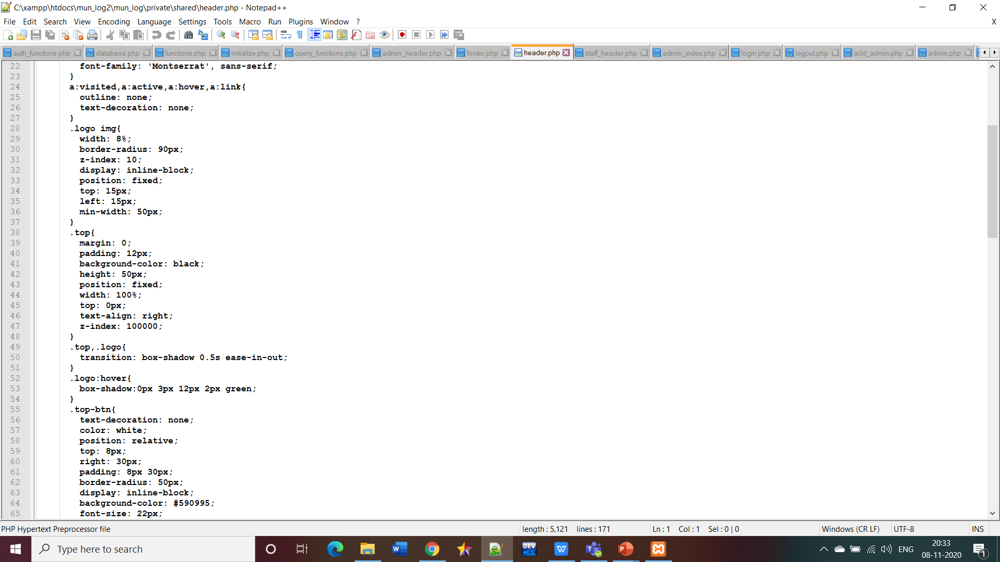 C:\xampp\htdocs\mun_log2\mun_log\private\shared\header.php - Notepad++
File Edit Search View Encoding Language Settings Tools Macro Run Plugins Window ? X
auth_functions.php database.php functions.php initialize.php query_functions.php admin_header.php footer.php header.php staff_header.php admin_index.php login.php logout.php add_admin.php admin.php
22 font-family: 'Montserrat', sans-serif;
23 }
24 a:visited,a:active,a:hover,a:link{
25 outline: none;
26 text-decoration: none;
27 }
28 .logo img{
29 width: 8%;
30 border-radius: 90px;
31 z-index: 10;
32 display: inline-block;
33 position: fixed;
34 top: 15px;
35 left: 15px;
36 min-width: 50px;
37 }
38 .top{
39 margin: 0;
40 padding: 12px;
41 background-color: black;
42 height: 50px;
43 position: fixed;
44 width: 100%;
45 top: 0px;
46 text-align: right;
47 z-index: 100000;
48 }
49 .top,.logo{
50 transition: box-shadow 0.5s ease-in-out;
51 }
52 .logo:hover{
53 box-shadow:0px 3px 12px 2px green;
54 }
55 .top-btn{
56 text-decoration: none;
57 color: white;
58 position: relative;
59 top: 8px;
60 right: 30px;
61 padding: 8px 30px;
62 border-radius: 50px;
63 display: inline-block;
64 background-color: #590995;
65 font-size: 22px;
PHP Hypertext Preprocessor file length : 5,121 lines : 171 Ln : 1 Col : 1 Sel : 0 | 0 Windows (CR LF) UTF-8 INS
Type here to search
DEV
C++
ENG
20:33
08-11-2020
1